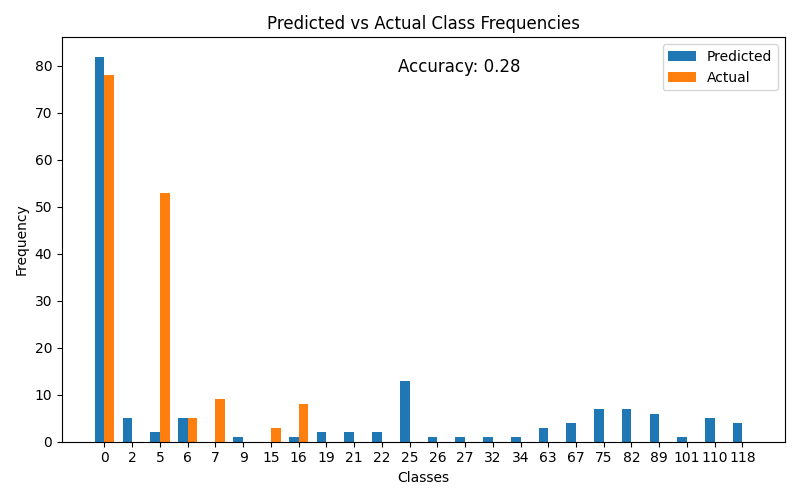 Predicted vs Actual Class Frequencies
Accuracy: 0.28
Predicted
Actual
Frequency
80
70
60
50
40
30
20
10
0
0 2 5 6 7 9 15 16 19 21 22 25 26 27 32 34 63 67 75 82 89 101 110 118
Classes